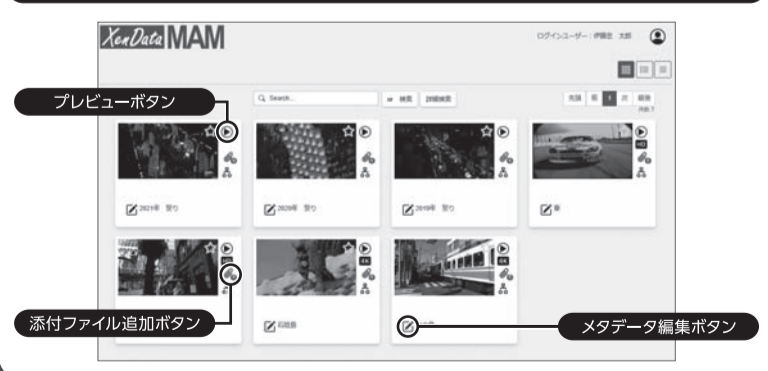 XenData MAM
ログインユーザー：伊藤忠 太郎
プレビューボタン
Search...
検索
詳細検索
先頭 前 1 次 最後
件数 7
HD
2021年 祭り
2020年 祭り
2019年 祭り
車
4K
4K
添付ファイル追加ボタン
石垣島
メタデータ編集ボタン